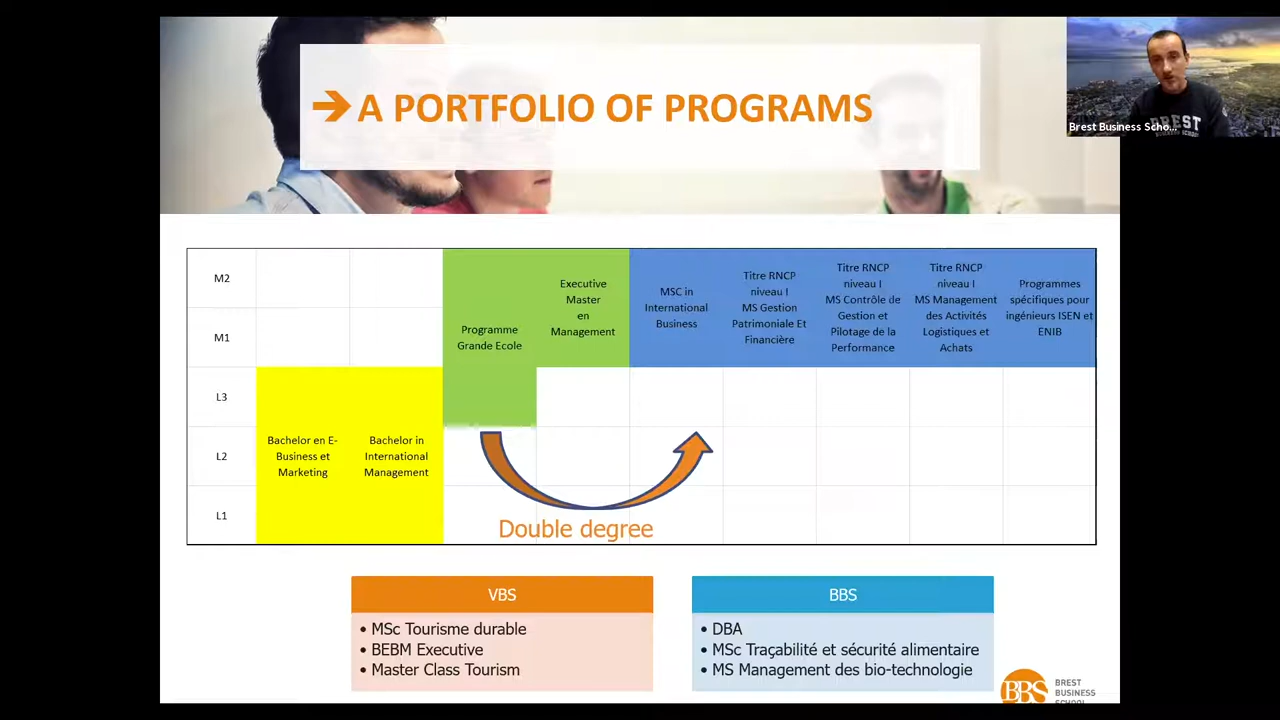 ➔ A PORTFOLIO OF PROGRAMS
Brest Business Scho...
BREST
M2
M1
L3
L2
L1
Bachelor en E-
Business et
Marketing
Bachelor in
International
Management
Programme
Grande Ecole
Executive
Master
en
Management
MSC in
International
Business
Titre RNCP
niveau !
MS Gestion
Patrimoniale Et
Financière
Titre RNCP
niveau I
MS Contrôle de
Gestion et
Pilotage de la
Performance
Titre RNCP
niveau I
MS Management
des Activités
Logistiques et
Achats
Programmes
spécifiques pour
ingénieurs ISEN et
ENIB
Double degree
VBS
• MSc Tourisme durable
• BEBM Executive
• Master Class Tourism
BBS
• DBA
• MSc Traçabilité et sécurité alimentaire
• MS Management des bio-technologie
BBS
BREST
BUSINESS
SCHOOL